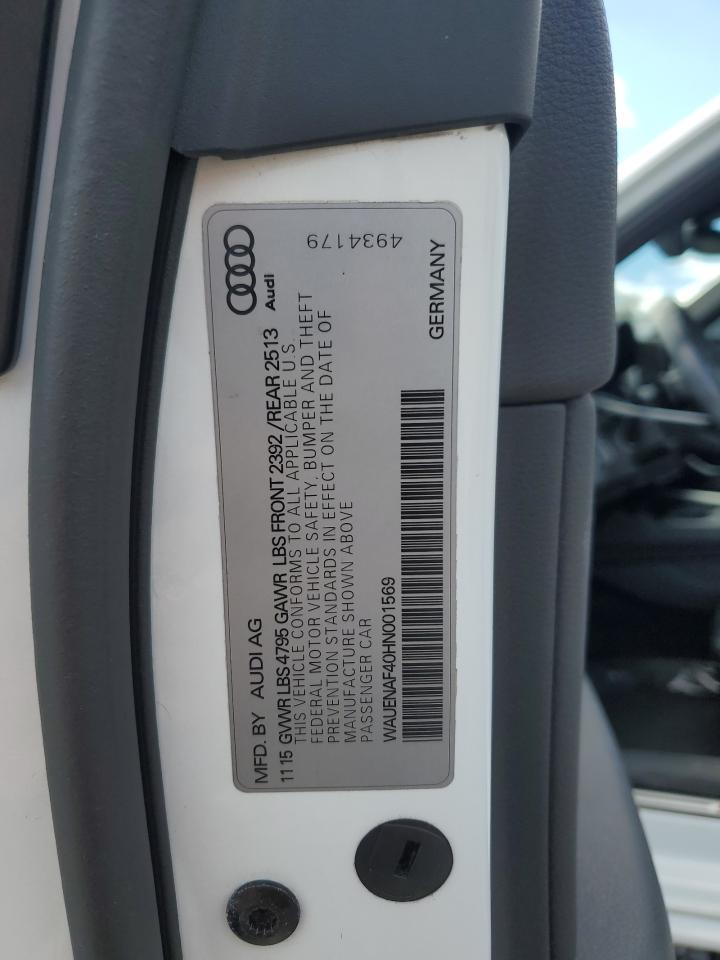 MFD. BY AUDI AG
Audi
11 15 GVWR LBS 4795 GAWR LBS FRONT 2392 / REAR 2513
THIS VEHICLE CONFORMS TO ALL APPLICABLE U S
FEDERAL MOTOR VEHICLE SAFETY, BUMPER AND THEFT
PREVENTION STANDARDS IN EFFECT ON THE DATE OF
MANUFACTURE SHOWN ABOVE
PASSENGER CAR
4934179
WAUENAF40HN001569
GERMANY